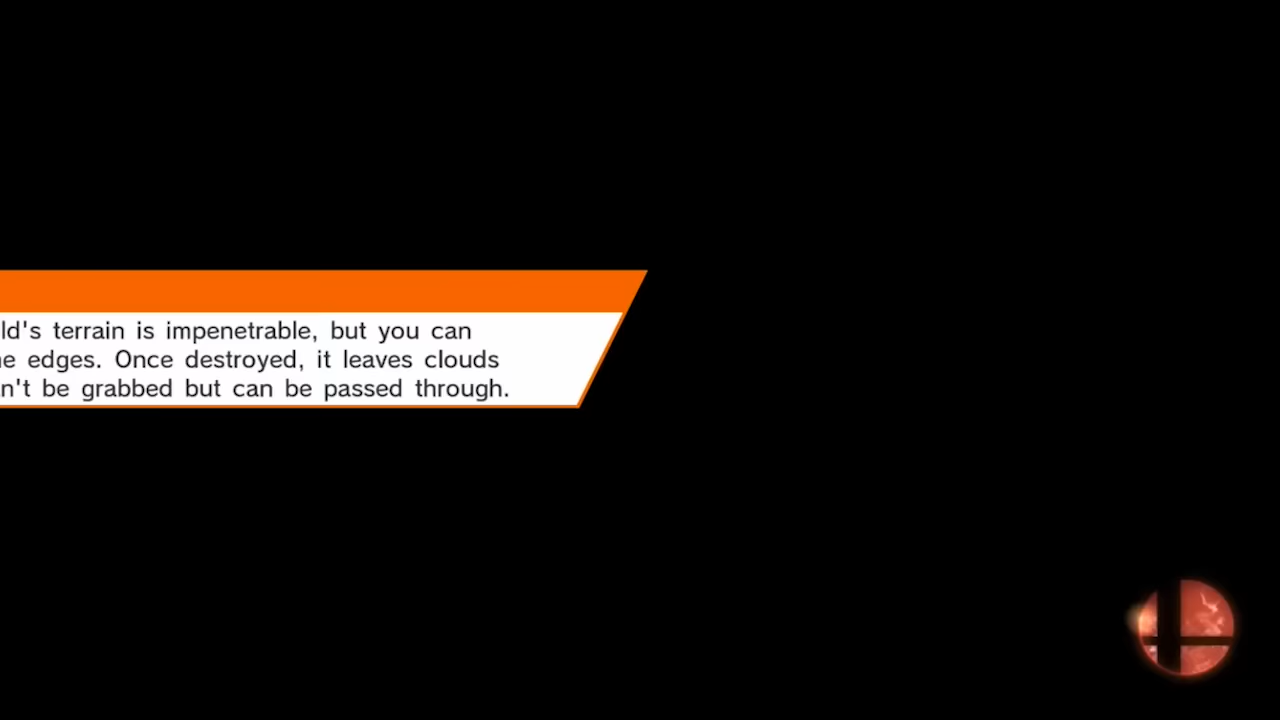 ld's terrain is impenetrable, but you can
e edges. Once destroyed, it leaves clouds
n't be grabbed but can be passed through.